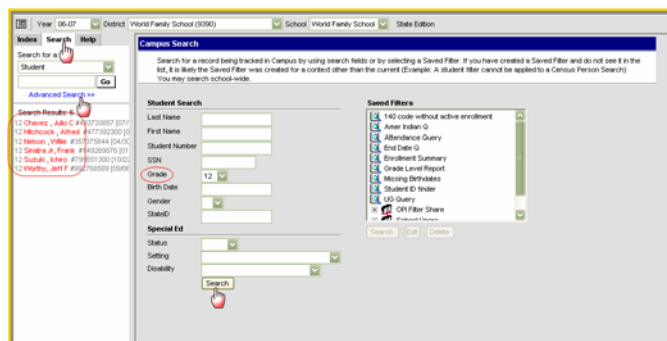 Year 06-07 District World Family School (9390) School World Family School State Edition
Index Search Help
Search for a
Student
Go
Advanced Search >>
Search Results: 6
12 Chavez, Julio C
12 Hitchcock, Alfred #477392300
12 Nelson, Willie
12 Sinatra Jr, Frank
12 Suzuki, Ichiro
12 Worthy, Jeff F
Campus Search
Search for a record being tracked in Campus by using search fields or by selecting a Saved Filter. If you have created a Saved Filter and do not see it in the
list, it is likely the Saved Filter was created for a context other than the current (Example: A student filter cannot be applied to a Census Person Search)
You may search school-wide.
Student Search
Last Name
First Name
Student Number
SSN
Grade 12
Birth Date
Gender
StateID
Special Ed
Status
Setting
Disability
Search
Saved Filters
140 code without active enrollment
Amer Indian Q
Attendance Query
End Date Q
Enrollment Summary
Grade Level Report
Missing Birthdates
Student ID finder
UG Query
OPI Filter Share
Search Edit Delete